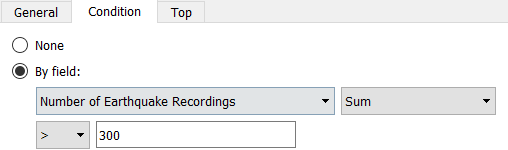 General Condition Top
None
By field:
Number of Earthquake Recordings Sum
> 300